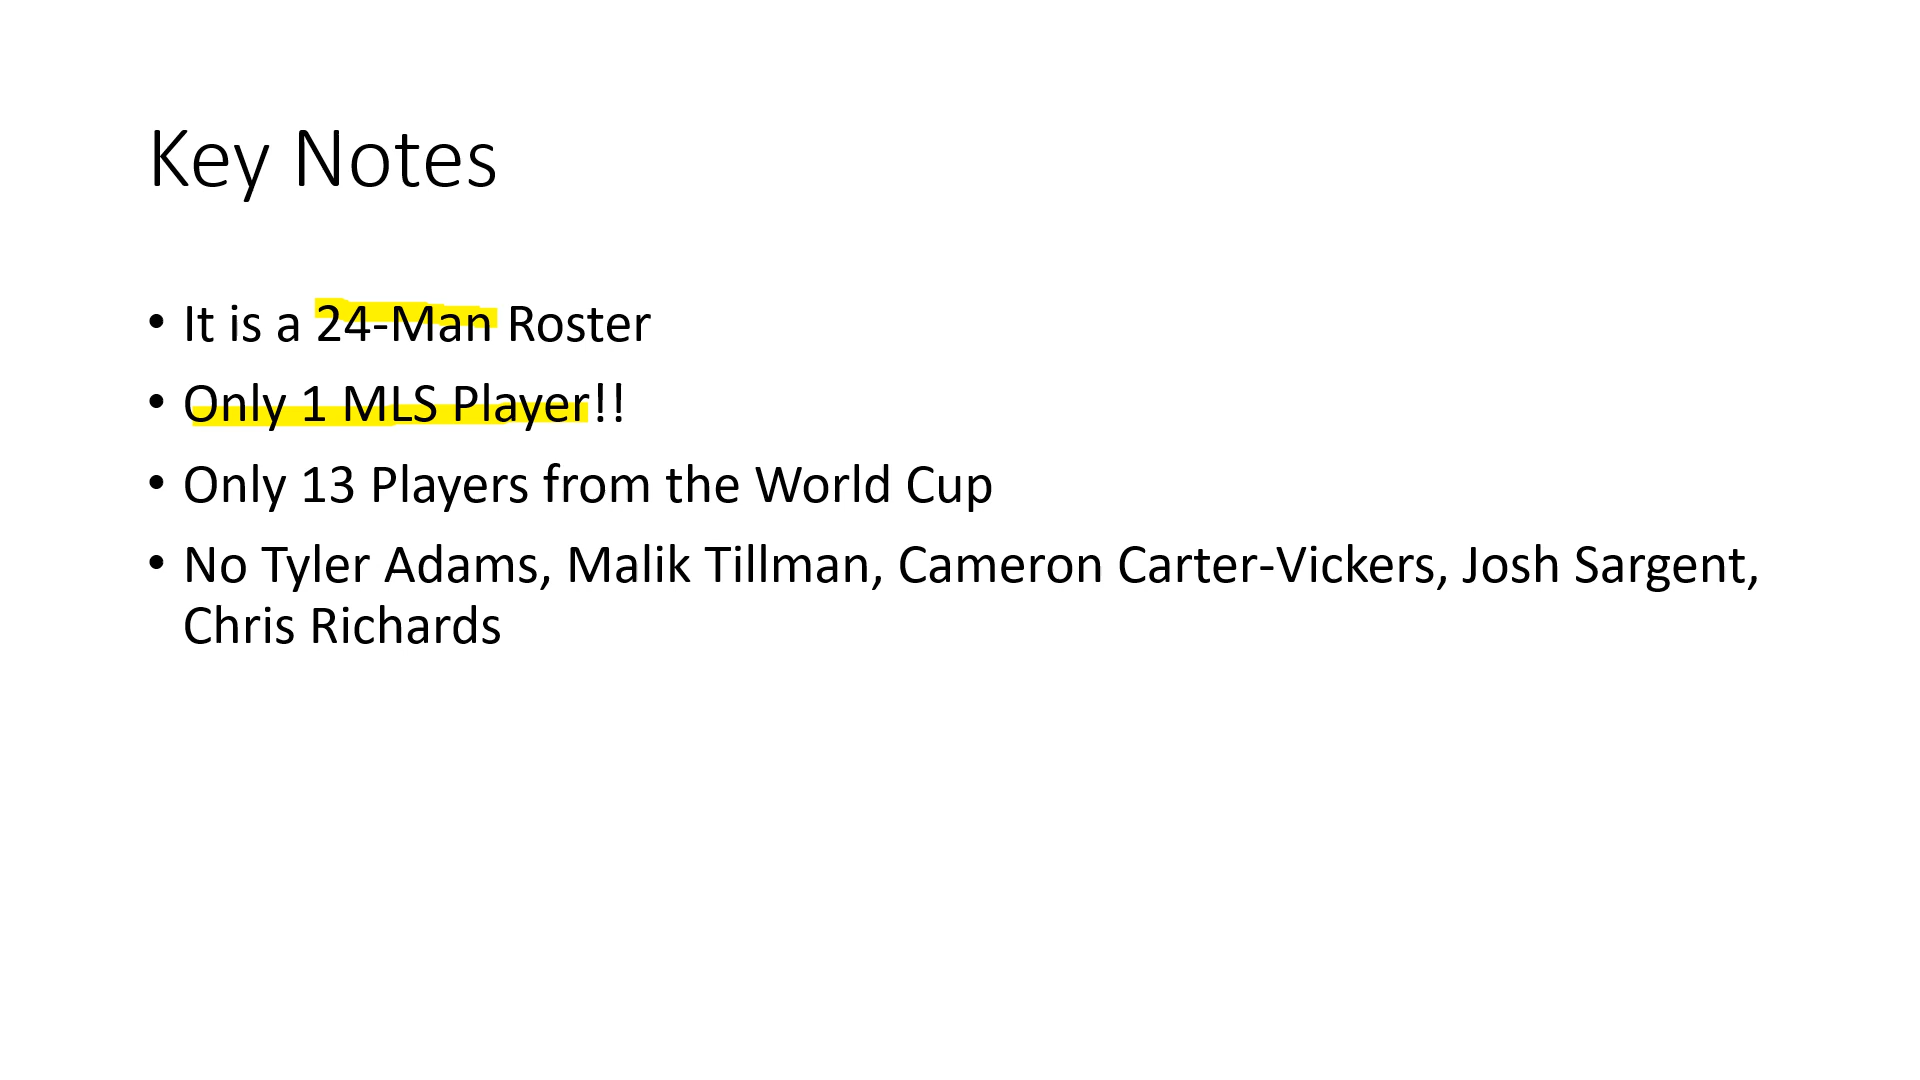 Key Notes
• It is a 24-Man Roster
• Only 1 MLS Player!!
• Only 13 Players from the World Cup
• No Tyler Adams, Malik Tillman, Cameron Carter-Vickers, Josh Sargent,
Chris Richards